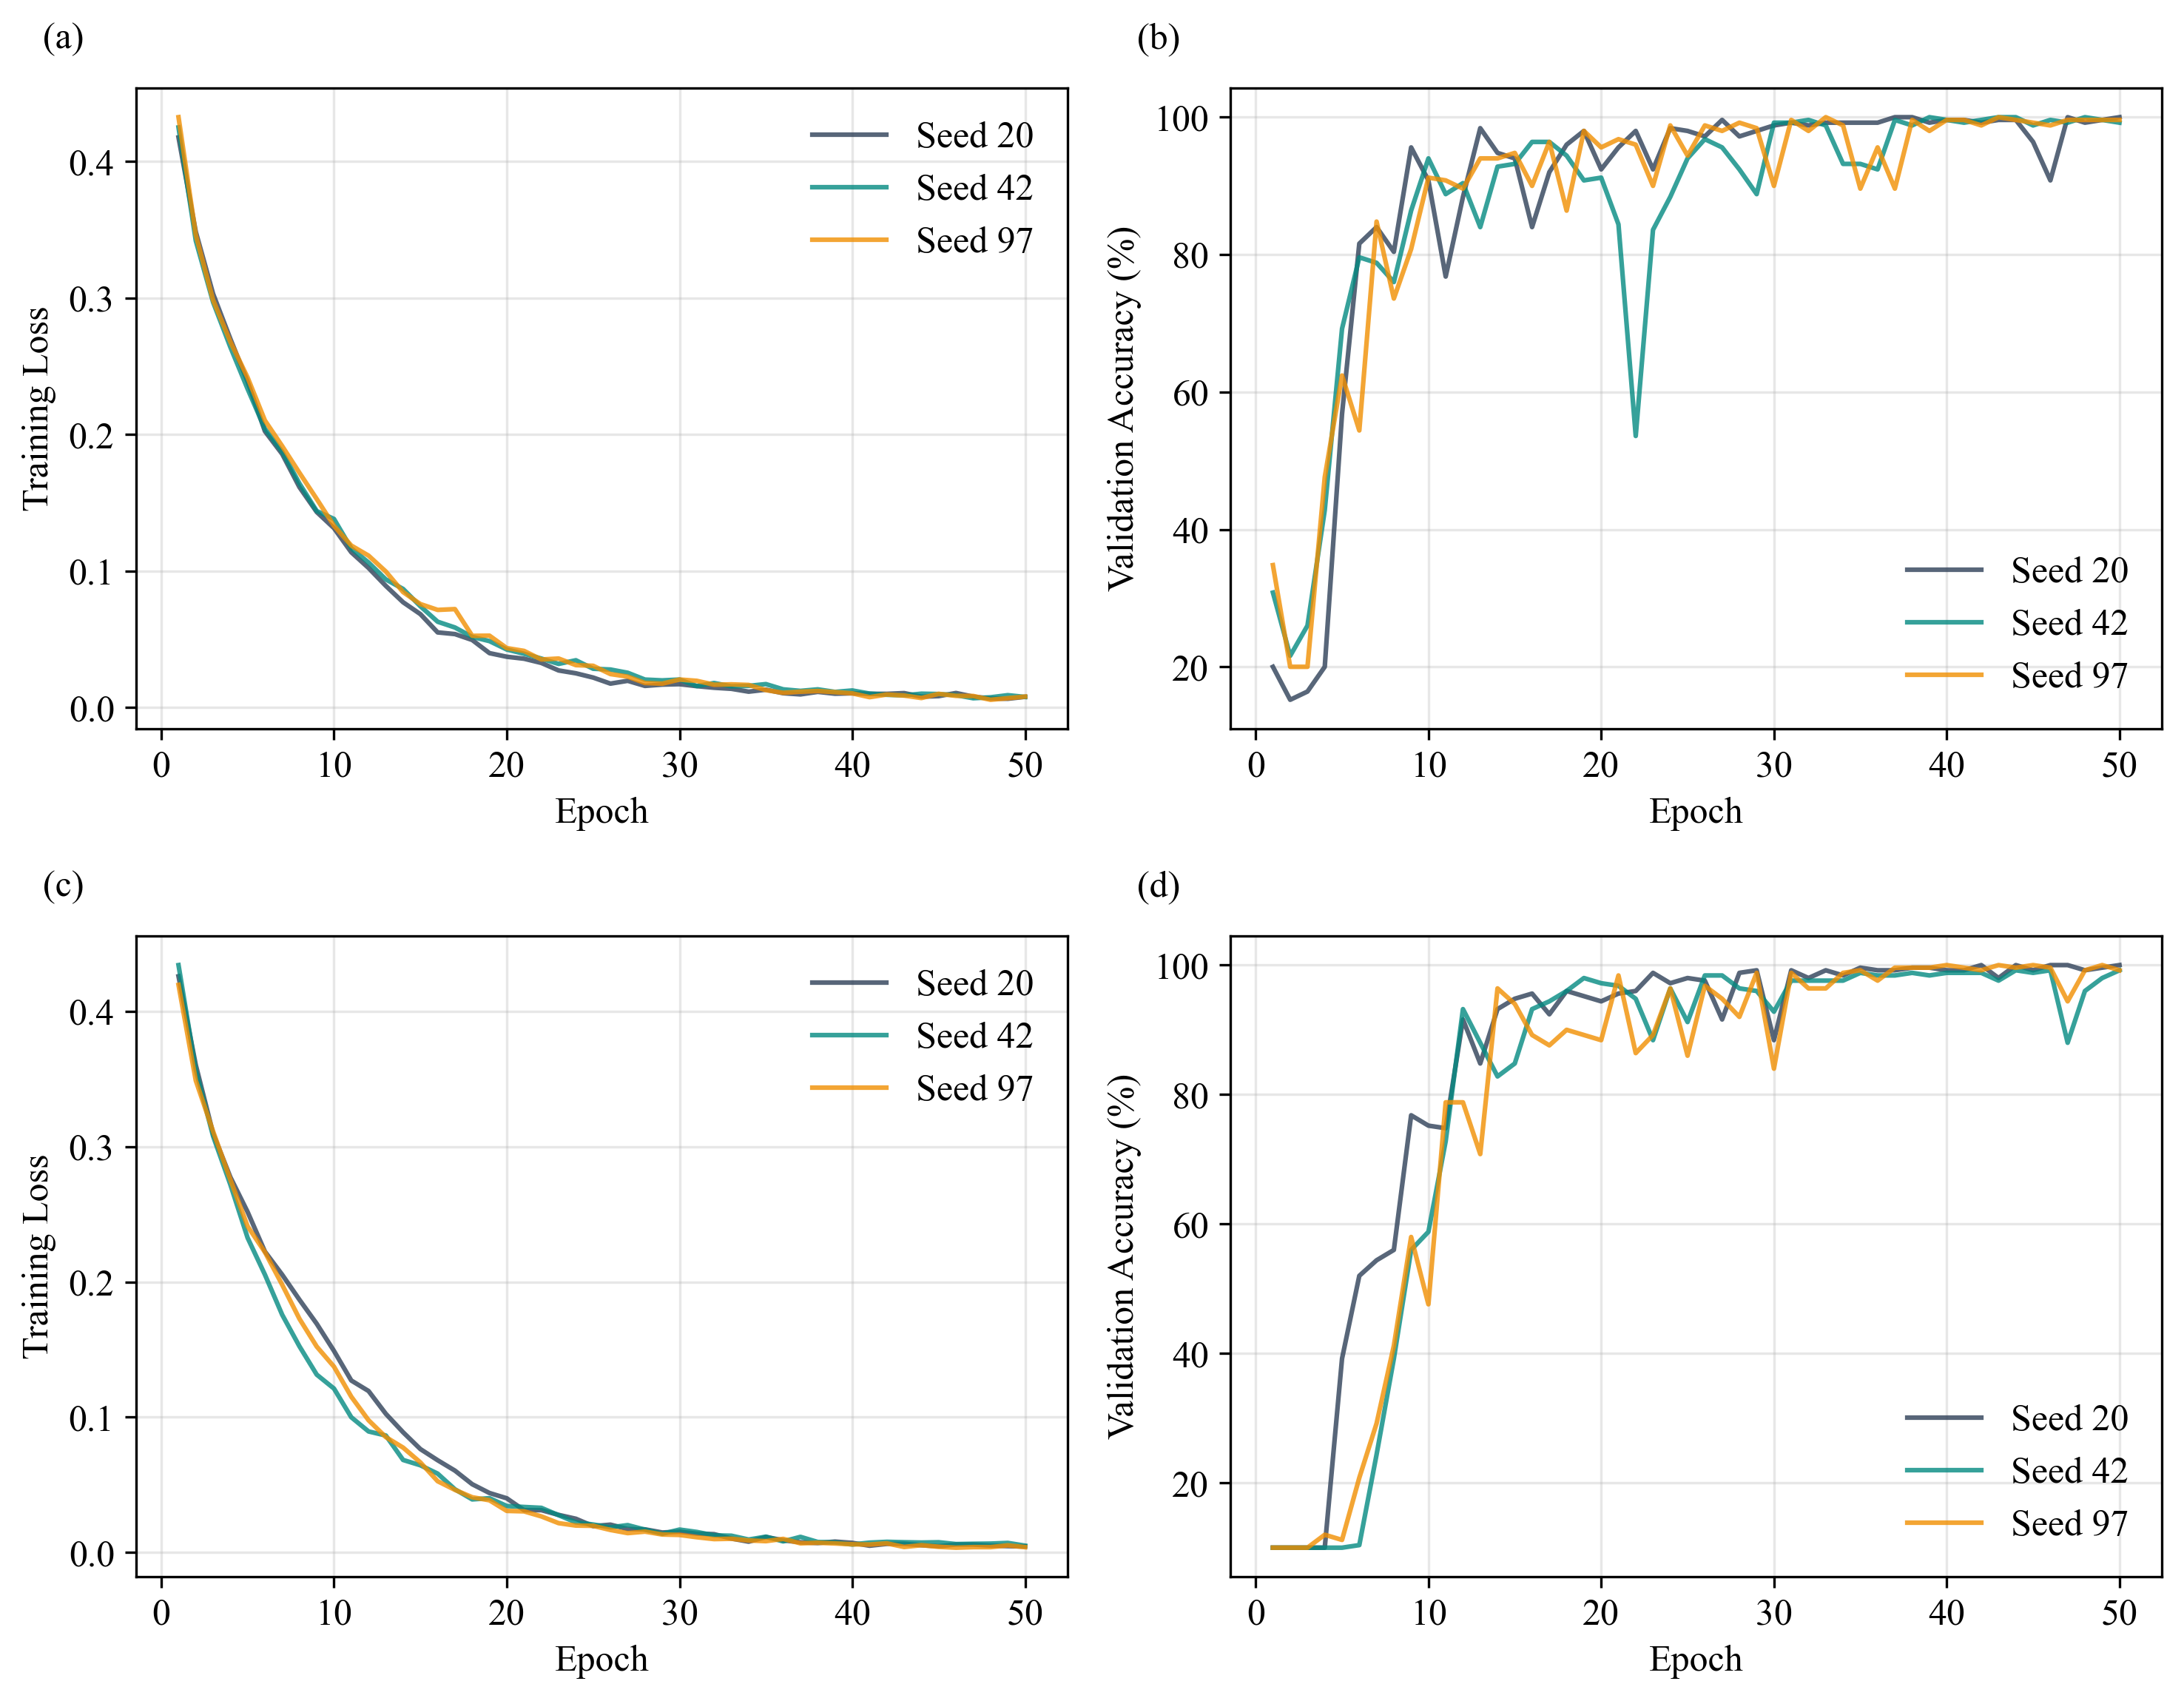 (a)
0.4
0.3
0.2
0.1
0.0
Training Loss
Seed 20
Seed 42
Seed 97
0 10 20 30 40 50
Epoch
(b)
100
80
60
40
20
Validation Accuracy (%)
Seed 20
Seed 42
Seed 97
0 10 20 30 40 50
Epoch
(c)
0.4
0.3
0.2
0.1
0.0
Training Loss
Seed 20
Seed 42
Seed 97
0 10 20 30 40 50
Epoch
(d)
100
80
60
40
20
Validation Accuracy (%)
Seed 20
Seed 42
Seed 97
0 10 20 30 40 50
Epoch